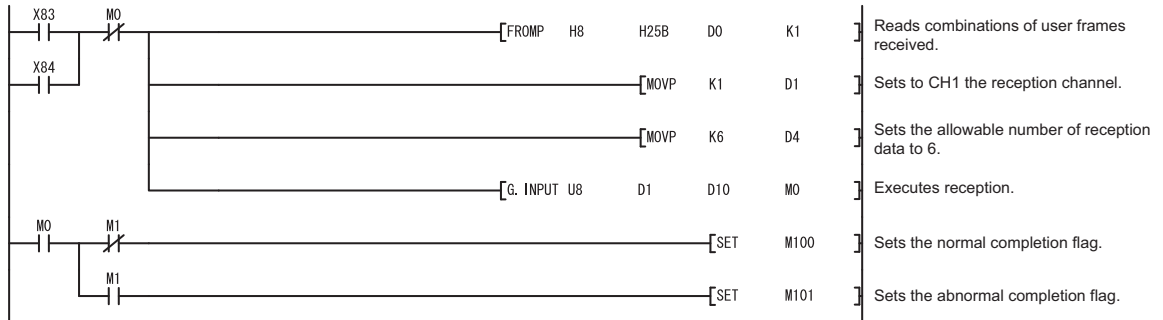 X83 M0
[FROMP H8 H25B D0 K1 ] Reads combinations of user frames
received.
X84
[MOVP K1 D1 ] Sets to CH1 the reception channel.
[MOVP K6 D4 ] Sets the allowable number of reception
data to 6.
[G. INPUT U8 D1 D10 M0 ] Executes reception.
M0 M1
[SET M100 ] Sets the normal completion flag.
M1
[SET M101 ] Sets the abnormal completion flag.